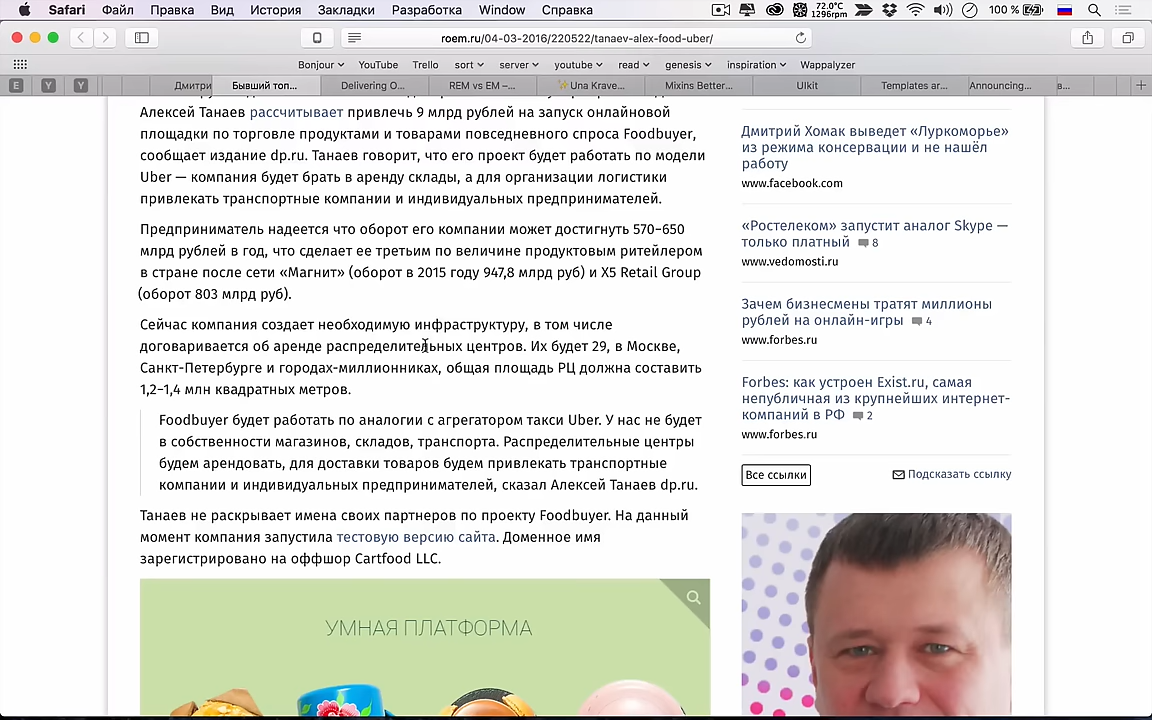 Safari Файл Правка Вид История Закладки Разработка Window Справка
72.0°C
1296rpm
100 %
roem.ru/04-03-2016/220522/tanaev-alex-food-uber/
Bonjour YouTube Trello sort server youtube read genesis inspiration Wappalyzer
E Y Y Дмитри Бывший топ... Delivering O... REM vs EM –... Una Krave... Mixins Better... UIkit Templates ar... Announcing... в...
Алексей Танаев рассчитывает привлечь 9 млрд рублей на запуск онлайновой
площадки по торговле продуктами и товарами повседневного спроса Foodbuyer,
сообщает издание dp.ru. Танаев говорит, что его проект будет работать по модели
Uber — компания будет брать в аренду склады, а для организации логистики
привлекать транспортные компании и индивидуальных предпринимателей.
Предприниматель надеется что оборот его компании может достигнуть 570-650
млрд рублей в год, что сделает ее третьим по величине продуктовым ритейлером
в стране после сети «Магнит» (оборот в 2015 году 947,8 млрд руб) и X5 Retail Group
(оборот 803 млрд руб).
Сейчас компания создает необходимую инфраструктуру, в том числе
договаривается об аренде распределительных центров. Их будет 29, в Москве,
Санкт-Петербурге и городах-миллионниках, общая площадь РЦ должна составить
1,2-1,4 млн квадратных метров.
Foodbuyer будет работать по аналогии с агрегатором такси Uber. У нас не будет
в собственности магазинов, складов, транспорта. Распределительные центры
будем арендовать, для доставки товаров будем привлекать транспортные
компании и индивидуальных предпринимателей, сказал Алексей Танаев dp.ru.
Танаев не раскрывает имена своих партнеров по проекту Foodbuyer. На данный
момент компания запустила тестовую версию сайта. Доменное имя
зарегистрировано на оффшор Cartfood LLC.
УМНАЯ ПЛАТФОРМА
Дмитрий Хомак выведет «Луркоморье»
из режима консервации и не нашёл
работу
www.facebook.com
«Ростелеком» запустит аналог Skype —
только платный 8
www.vedomosti.ru
Зачем бизнесмены тратят миллионы
рублей на онлайн-игры 4
www.forbes.ru
Forbes: как устроен Exist.ru, самая
непубличная из крупнейших интернет-
компаний в РФ 2
www.forbes.ru
Все ссылки Подсказать ссылку